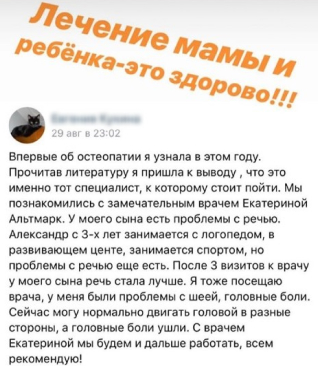 Лечение мамы и
ребёнка-это здорово!!!
29 авг в 23:02
Впервые об остеопатии я узнала в этом году.
Прочитав литературу я пришла к выводу , что это
именно тот специалист, к которому стоит пойти. Мы
познакомились с замечательным врачем Екатериной
Альтмарк. У моего сына есть проблемы с речью.
Александр с 3-х лет занимается с логопедом, в
развивающем центе, занимается спортом, но
проблемы с речью еще есть. После 3 визитов к врачу
у моего сына речь стала лучше. Я тоже посещаю
врача, у меня были проблемы с шеей, головные боли.
Сейчас могу нормально двигать головой в разные
стороны, а головные боли ушли. С врачем
Екатериной мы будем и дальше работать, всем
рекомендую!